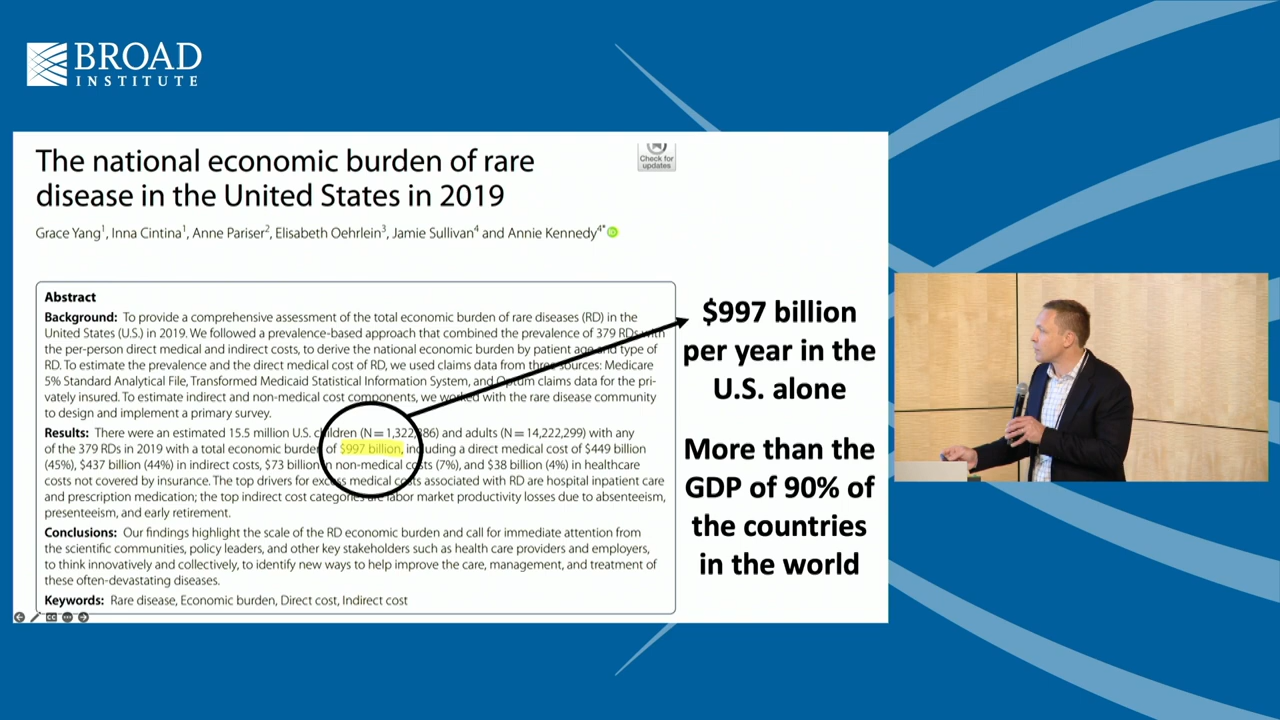 BROAD
INSTITUTE
The national economic burden of rare
disease in the United States in 2019
Check for
updates
Grace Yang1, Inna Cintina1, Anne Pariser2, Elisabeth Oehrlein3, Jamie Sullivan4 and Annie Kennedy4*
Abstract
Background: To provide a comprehensive assessment of the total economic burden of rare diseases (RD) in the
United States (U.S.) in 2019. We followed a prevalence-based approach that combined the prevalence of 379 RDs with
the per-person direct medical and indirect costs, to derive the national economic burden by patient age and type of
RD. To estimate the prevalence and the direct medical cost of RD, we used claims data from three sources: Medicare
5% Standard Analytical File, Transformed Medicaid Statistical Information System, and Optum claims data for the pri-
vately insured. To estimate indirect and non-medical cost components, we worked with the rare disease community
to design and implement a primary survey.
Results: There were an estimated 15.5 million U.S. children (N=1,322,886) and adults (N=14,222,299) with any
of the 379 RDs in 2019 with a total economic burden of $997 billion, including a direct medical cost of $449 billion
(45%), $437 billion (44%) in indirect costs, $73 billion in non-medical costs (7%), and $38 billion (4%) in healthcare
costs not covered by insurance. The top drivers for excess medical costs associated with RD are hospital inpatient care
and prescription medication; the top indirect cost categories are labor market productivity losses due to absenteeism,
presenteeism, and early retirement.
Conclusions: Our findings highlight the scale of the RD economic burden and call for immediate attention from
the scientific communities, policy leaders, and other key stakeholders such as health care providers and employers,
to think innovatively and collectively, to identify new ways to help improve the care, management, and treatment of
these often-devastating diseases.
Keywords: Rare disease, Economic burden, Direct cost, Indirect cost
$997 billion
per year in the
U.S. alone
More than the
GDP of 90% of
the countries
in the world